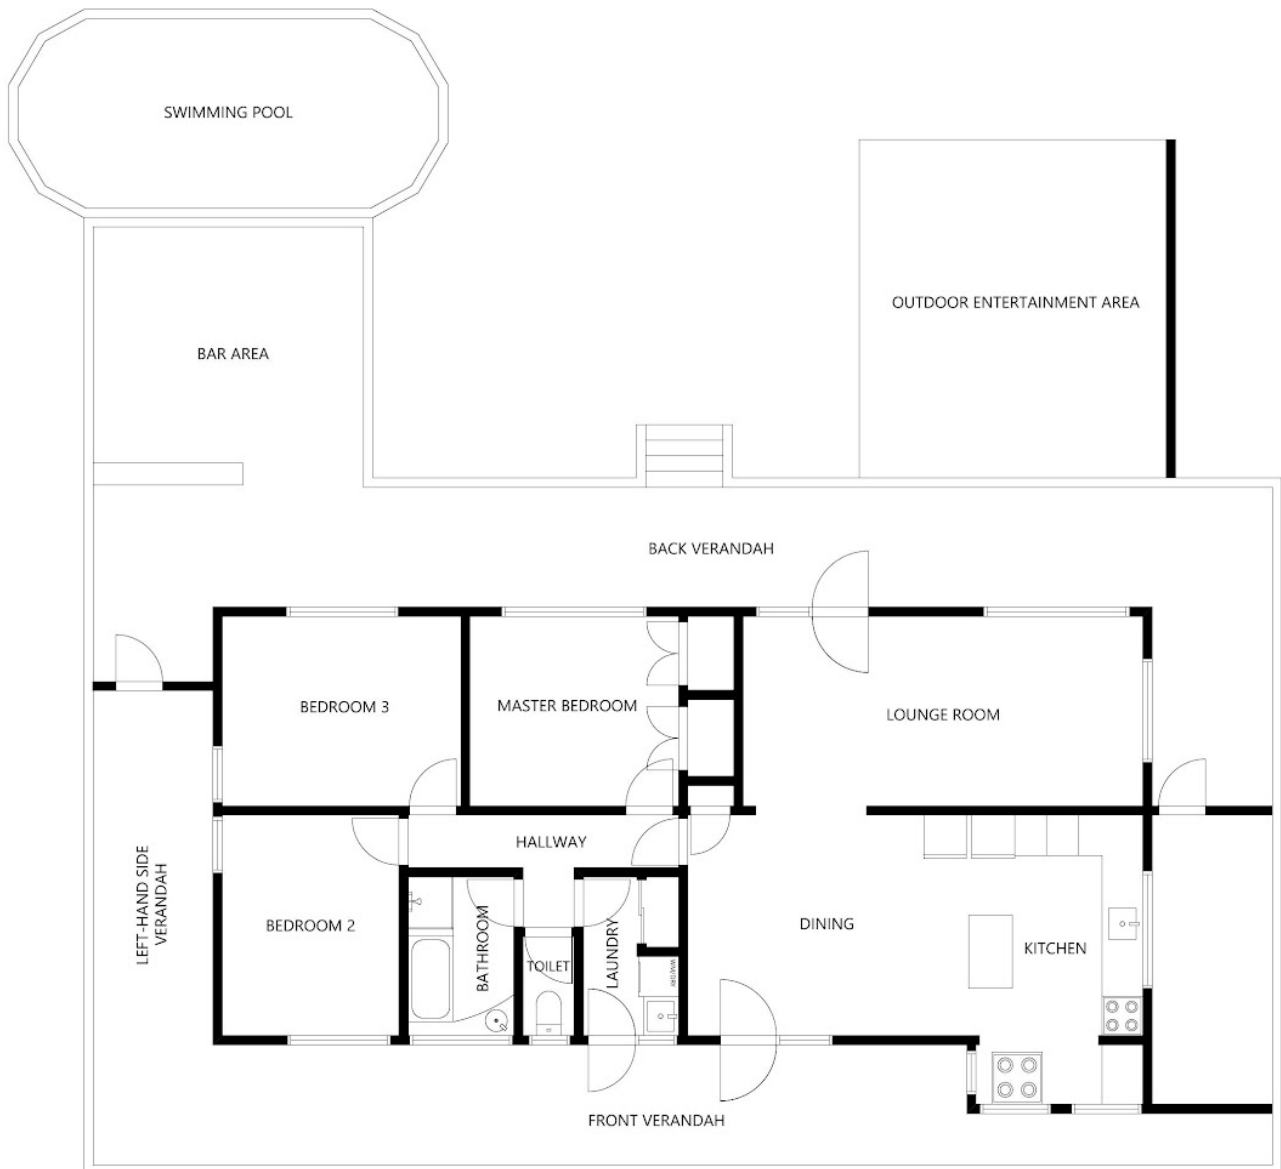 SWIMMING POOL
OUTDOOR ENTERTAINMENT AREA
BAR AREA
BACK VERANDAH
BEDROOM 3
MASTER BEDROOM
LOUNGE ROOM
HALLWAY
LEFT-HAND SIDE
VERANDAH
BEDROOM 2
BATHROOM
TOILET
LAUNDRY
DINING
KITCHEN
FRONT VERANDAH